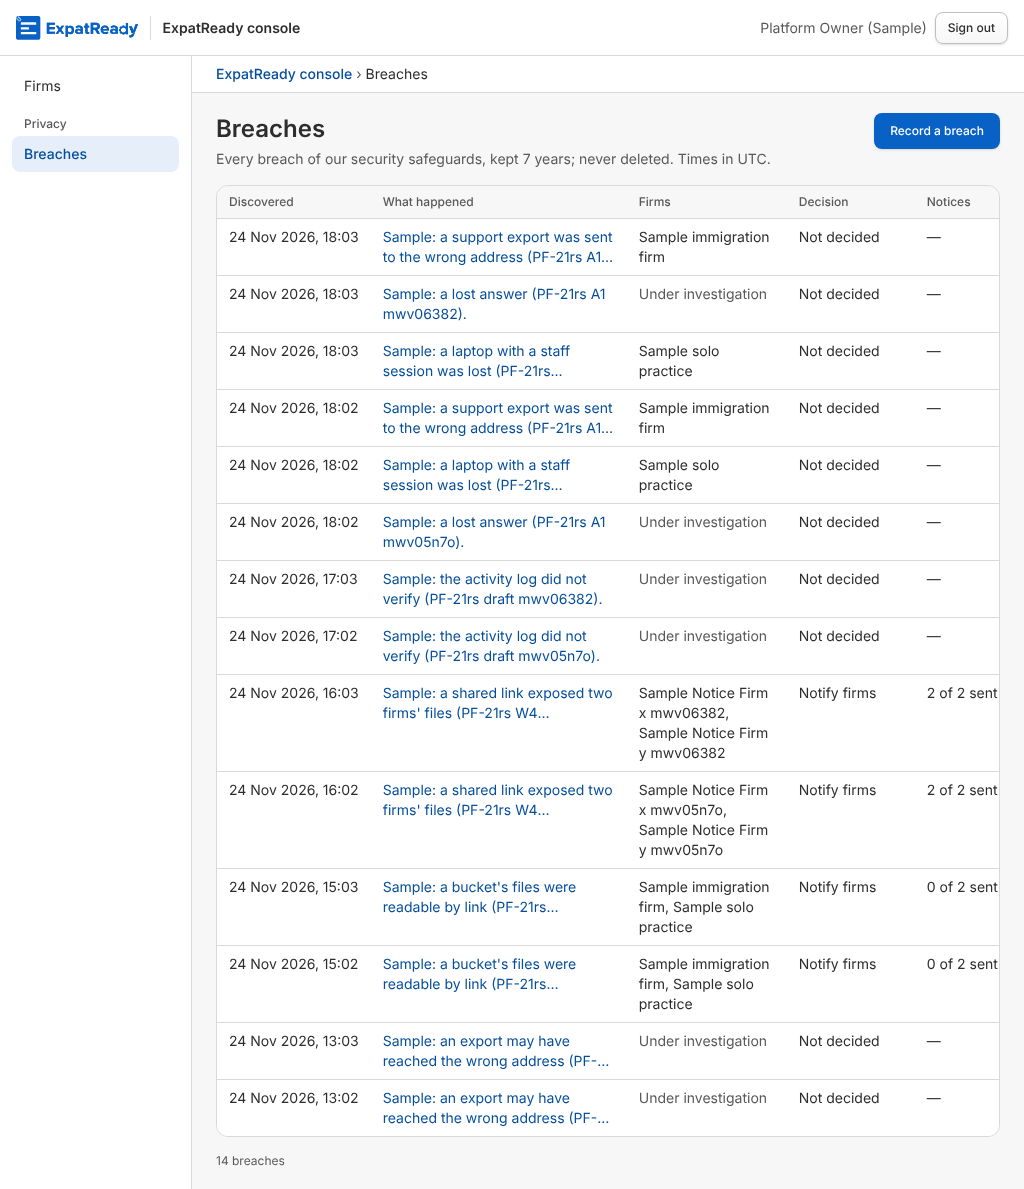 ExpatReady
ExpatReady console
Platform Owner (Sample)
Sign out
Firms
Privacy
Breaches
ExpatReady console › Breaches
Breaches
Record a breach
Every breach of our security safeguards, kept 7 years; never deleted. Times in UTC.
Discovered What happened Firms Decision Notices
24 Nov 2026, 18:03 Sample: a support export was sent Sample immigration Not decided —
to the wrong address (PF-21rs A1... firm
24 Nov 2026, 18:03 Sample: a lost answer (PF-21rs A1 Under investigation Not decided —
mwv06382).
24 Nov 2026, 18:03 Sample: a laptop with a staff Sample solo Not decided —
session was lost (PF-21rs... practice
24 Nov 2026, 18:02 Sample: a support export was sent Sample immigration Not decided —
to the wrong address (PF-21rs A1... firm
24 Nov 2026, 18:02 Sample: a laptop with a staff Sample solo Not decided —
session was lost (PF-21rs... practice
24 Nov 2026, 18:02 Sample: a lost answer (PF-21rs A1 Under investigation Not decided —
mwv05n7o).
24 Nov 2026, 17:03 Sample: the activity log did not Under investigation Not decided —
verify (PF-21rs draft mwv06382).
24 Nov 2026, 17:02 Sample: the activity log did not Under investigation Not decided —
verify (PF-21rs draft mwv05n7o).
24 Nov 2026, 16:03 Sample: a shared link exposed two Sample Notice Firm Notify firms 2 of 2 sent
firms' files (PF-21rs W4... x mwv06382,
Sample Notice Firm
y mwv06382
24 Nov 2026, 16:02 Sample: a shared link exposed two Sample Notice Firm Notify firms 2 of 2 sent
firms' files (PF-21rs W4... x mwv05n7o,
Sample Notice Firm
y mwv05n7o
24 Nov 2026, 15:03 Sample: a bucket's files were Sample immigration Notify firms 0 of 2 sent
readable by link (PF-21rs... firm, Sample solo
practice
24 Nov 2026, 15:02 Sample: a bucket's files were Sample immigration Notify firms 0 of 2 sent
readable by link (PF-21rs... firm, Sample solo
practice
24 Nov 2026, 13:03 Sample: an export may have Under investigation Not decided —
reached the wrong address (PF-...
24 Nov 2026, 13:02 Sample: an export may have Under investigation Not decided —
reached the wrong address (PF-...
14 breaches